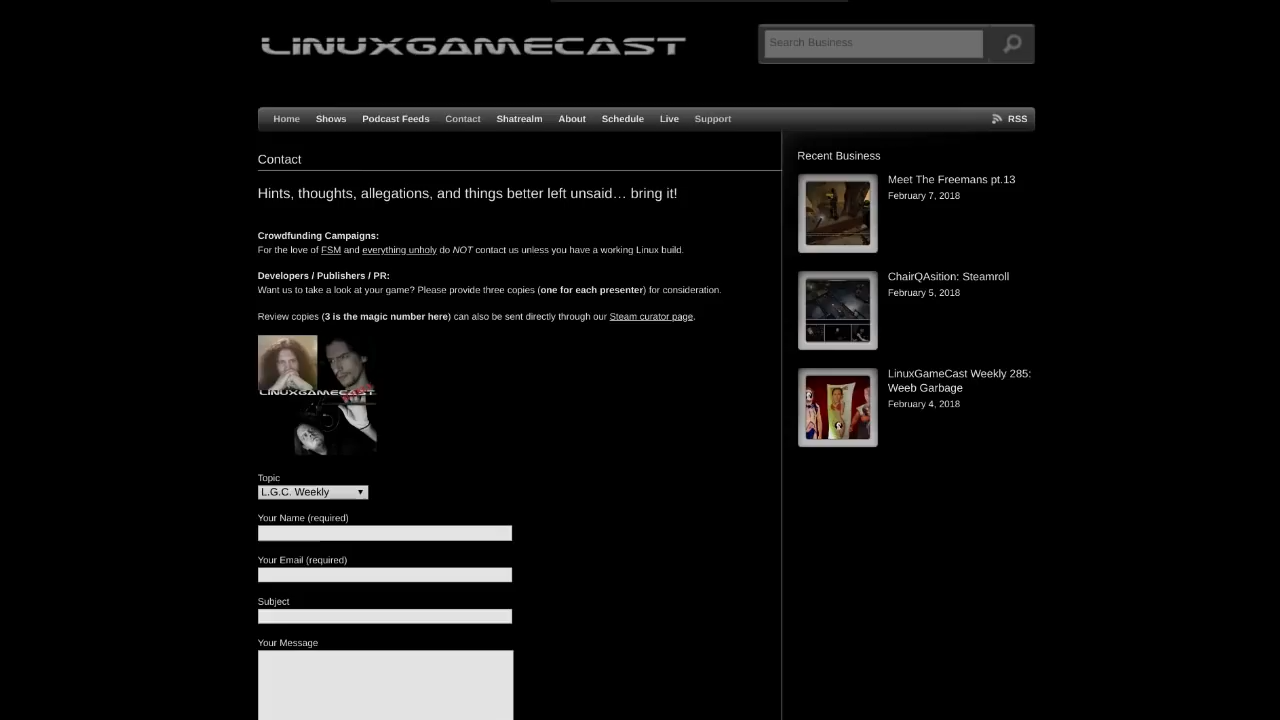 LINUXGAMECAST
Search Business
Home Shows Podcast Feeds Contact Shatrealm About Schedule Live Support RSS
Contact
Hints, thoughts, allegations, and things better left unsaid… bring it!
Crowdfunding Campaigns:
For the love of FSM and everything unholy do NOT contact us unless you have a working Linux build.
Developers / Publishers / PR:
Want us to take a look at your game? Please provide three copies (one for each presenter) for consideration.
Review copies (3 is the magic number here) can also be sent directly through our Steam curator page.
LINUXGAMECAST
Topic
L.G.C. Weekly
Your Name (required)
Your Email (required)
Subject
Your Message
Recent Business
Meet The Freemans pt.13
February 7, 2018
ChairQAsition: Steamroll
February 5, 2018
LinuxGameCast Weekly 285:
Weeb Garbage
February 4, 2018